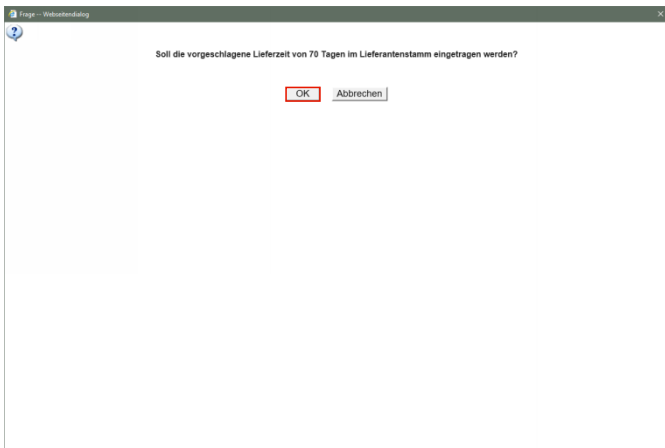 Frage -- Webseitendialog
Soll die vorgeschlagene Lieferzeit von 70 Tagen im Lieferantenstamm eingetragen werden?
OK Abbrechen